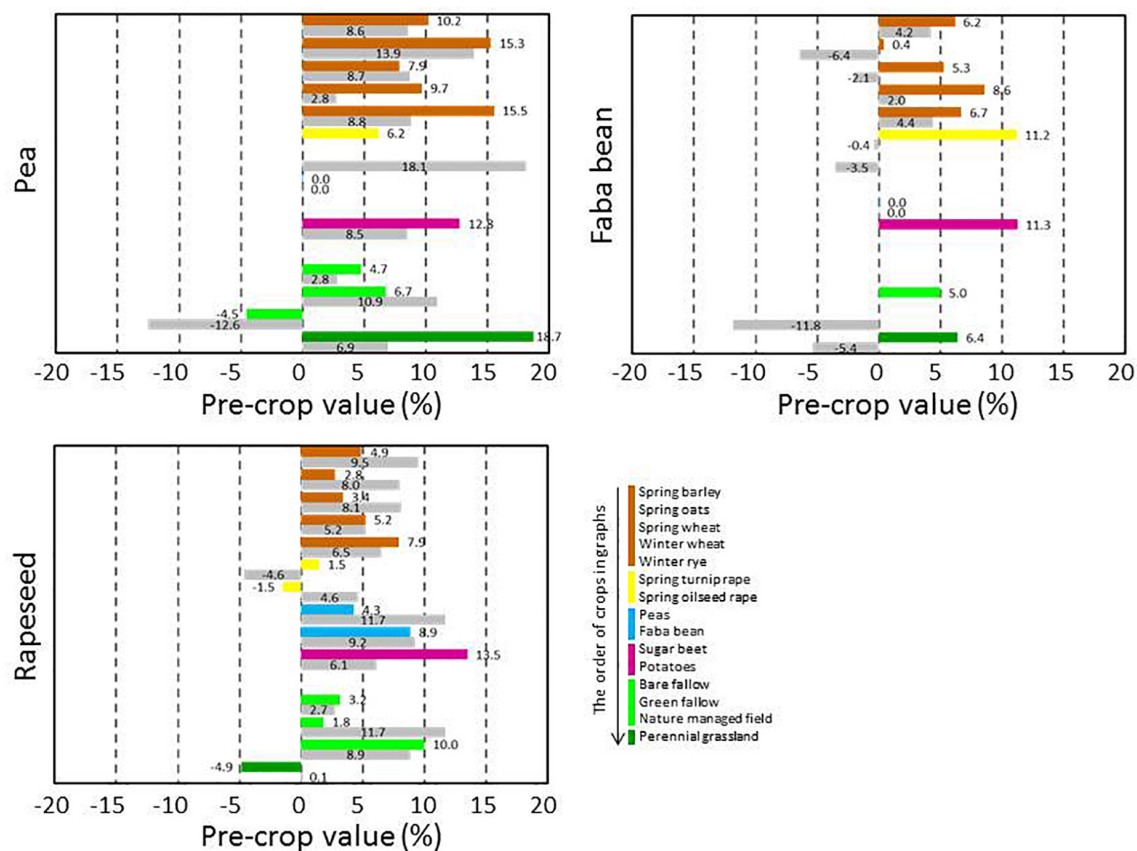 Pea
10.2
8.6
15.3
13.9
7.9
8.7
9.7
2.8
15.5
8.8
6.2
18.1
0.0
0.0
12.8
8.5
4.7
2.8
6.7
10.9
-4.5
-12.6
18.7
6.9
-20 -15 -10 -5 0 5 10 15 20
Pre-crop value (%)
Faba bean
6.2
4.2
0.4
-6.4
5.3
-2.1
8.6
2.0
6.7
4.4
11.2
-0.4
-3.5
0.0
0.0
11.3
5.0
-11.8
6.4
-5.4
-20 -15 -10 -5 0 5 10 15 20
Pre-crop value (%)
Rapeseed
4.9
9.5
2.8
8.0
3.4
8.1
5.2
5.2
7.9
6.5
1.5
-4.6
-1.5
4.6
4.3
11.7
8.9
9.2
13.5
6.1
3.2
2.7
1.8
11.7
10.0
8.9
-4.9
0.1
-20 -15 -10 -5 0 5 10 15 20
Pre-crop value (%)
The order of crops in graphs
Spring barley
Spring oats
Spring wheat
Winter wheat
Winter rye
Spring turnip rape
Spring oilseed rape
Peas
Faba bean
Sugar beet
Potatoes
Bare fallow
Green fallow
Nature managed field
Perennial grassland